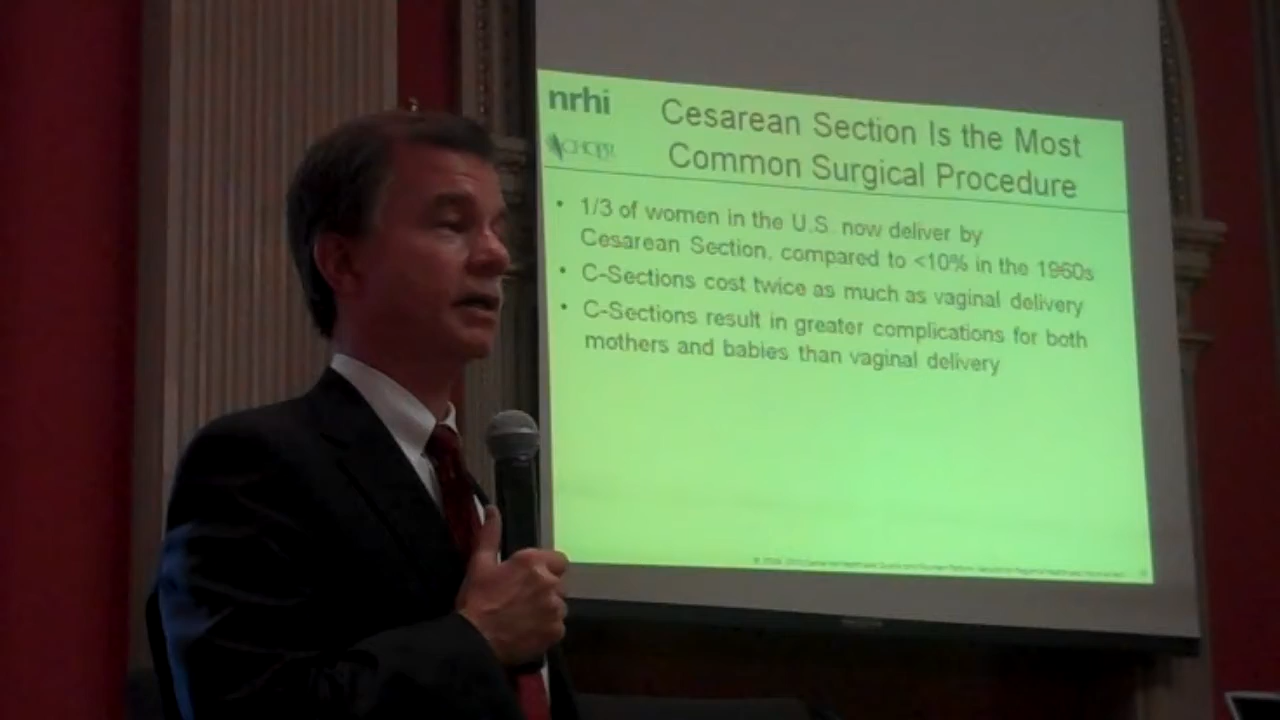 nrhi
CHQPR
Cesarean Section Is the Most
Common Surgical Procedure
• 1/3 of women in the U.S. now deliver by
Cesarean Section, compared to <10% in the 1960s
• C-Sections cost twice as much as vaginal delivery
• C-Sections result in greater complications for both
mothers and babies than vaginal delivery